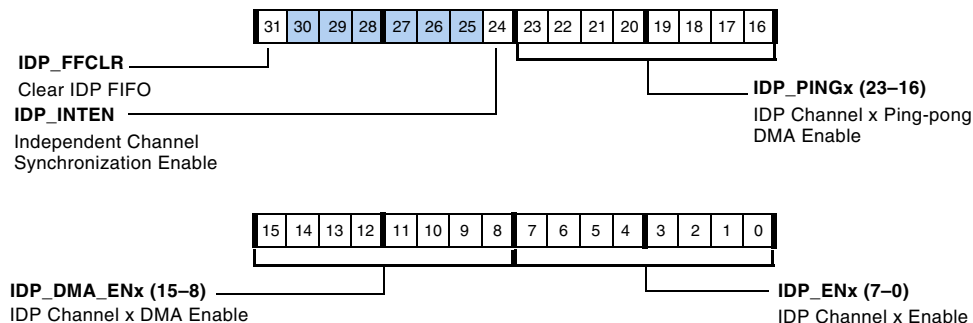 31 30 29 28 27 26 25 24 23 22 21 20 19 18 17 16
IDP_FFCLR
Clear IDP FIFO
IDP_INTEN
Independent Channel
Synchronization Enable
IDP_PINGx (23–16)
IDP Channel x Ping-pong
DMA Enable
15 14 13 12 11 10 9 8 7 6 5 4 3 2 1 0
IDP_DMA_ENx (15–8)
IDP Channel x DMA Enable
IDP_ENx (7–0)
IDP Channel x Enable